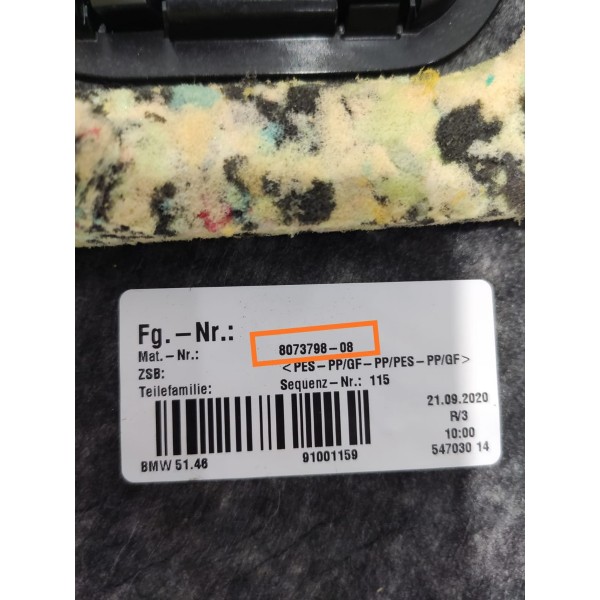 Fg.-Nr.:
Mat.-Nr.: 8073798-08
ZSB: <PES-PP/GF-PP/PES-PP/GF>
Teilefamilie: Sequenz-Nr.: 115
21.09.2020
R/3
10:00
BMW 51.46 91001159 547030 14